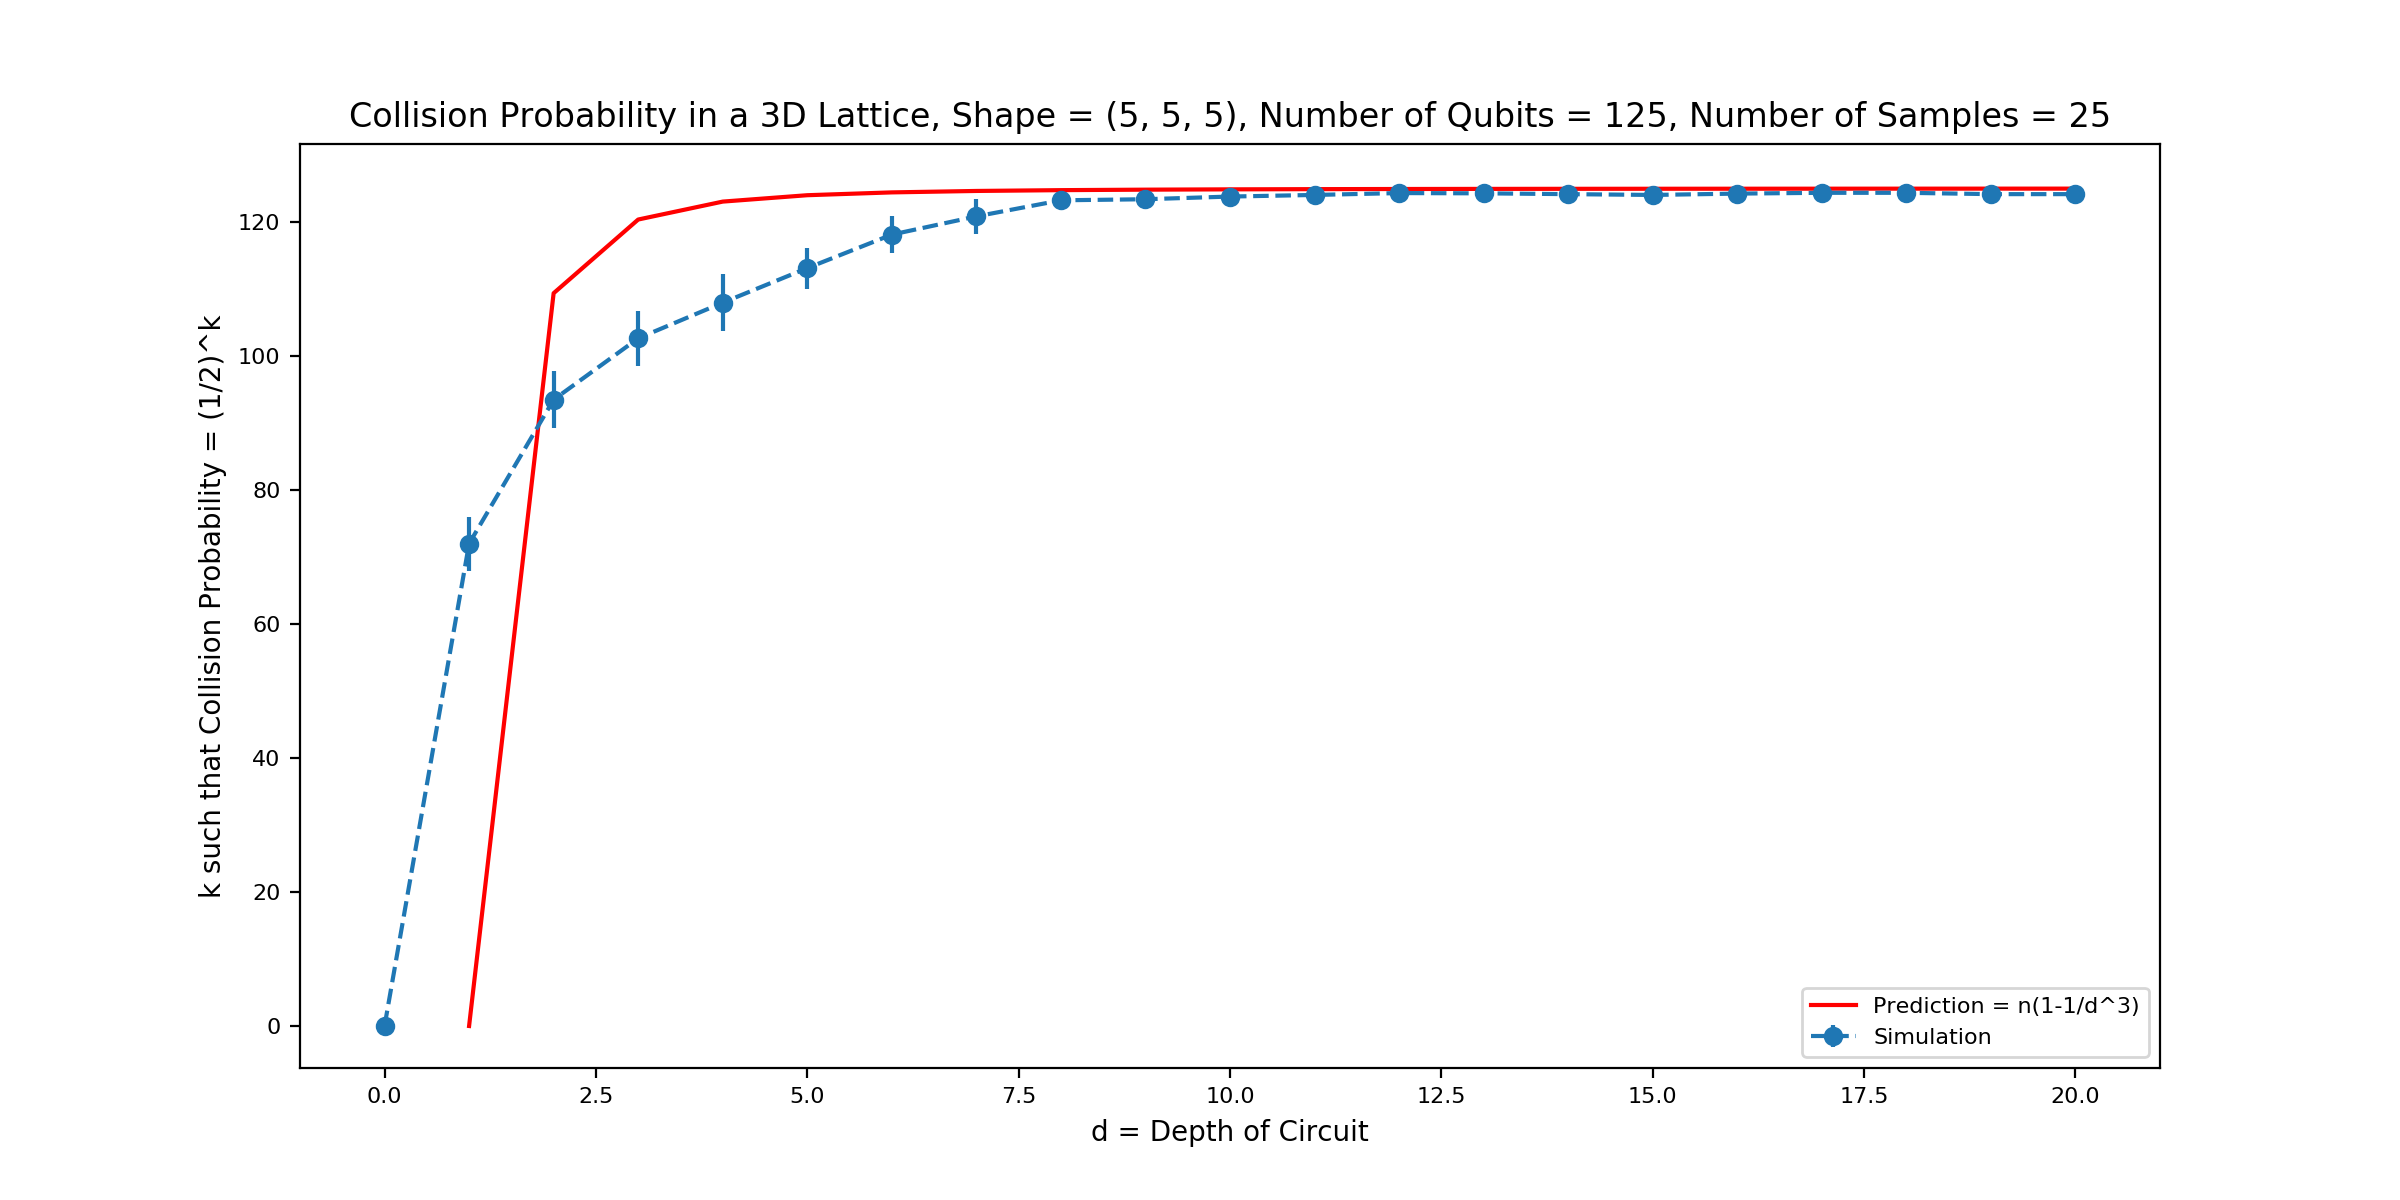 Collision Probability in a 3D Lattice, Shape = (5, 5, 5), Number of Qubits = 125, Number of Samples = 25
k such that Collision Probability = (1/2)^k
120
100
80
60
40
20
0
Prediction = n(1-1/d^3)
Simulation
0.0 2.5 5.0 7.5 10.0 12.5 15.0 17.5 20.0
d = Depth of Circuit